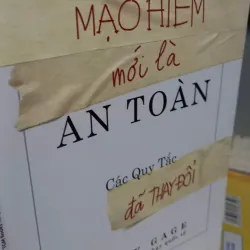 MẠO HIỂM
mới là
AN TOÀN
Các Quy Tắc
đã THAY ĐỔI
GAGE